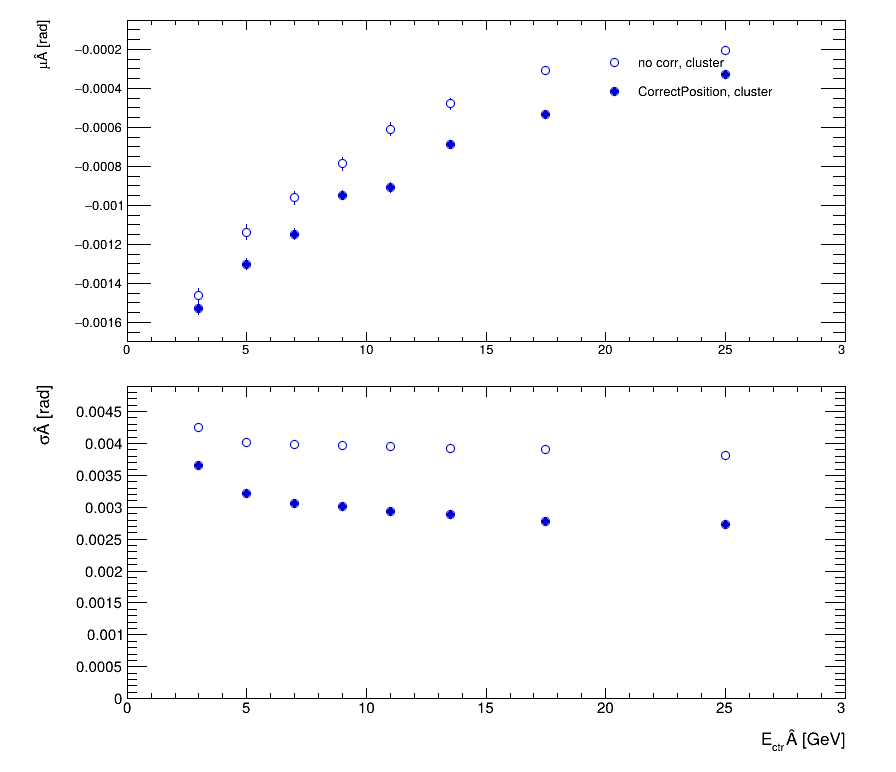 μÂ [rad]
−0.0002
−0.0004
−0.0006
−0.0008
−0.001
−0.0012
−0.0014
−0.0016
no corr, cluster
CorrectPosition, cluster
0 5 10 15 20 25 3
σÂ [rad]
0.0045
0.004
0.0035
0.003
0.0025
0.002
0.0015
0.001
0.0005
0
0 5 10 15 20 25 3
E_ctr Â [GeV]